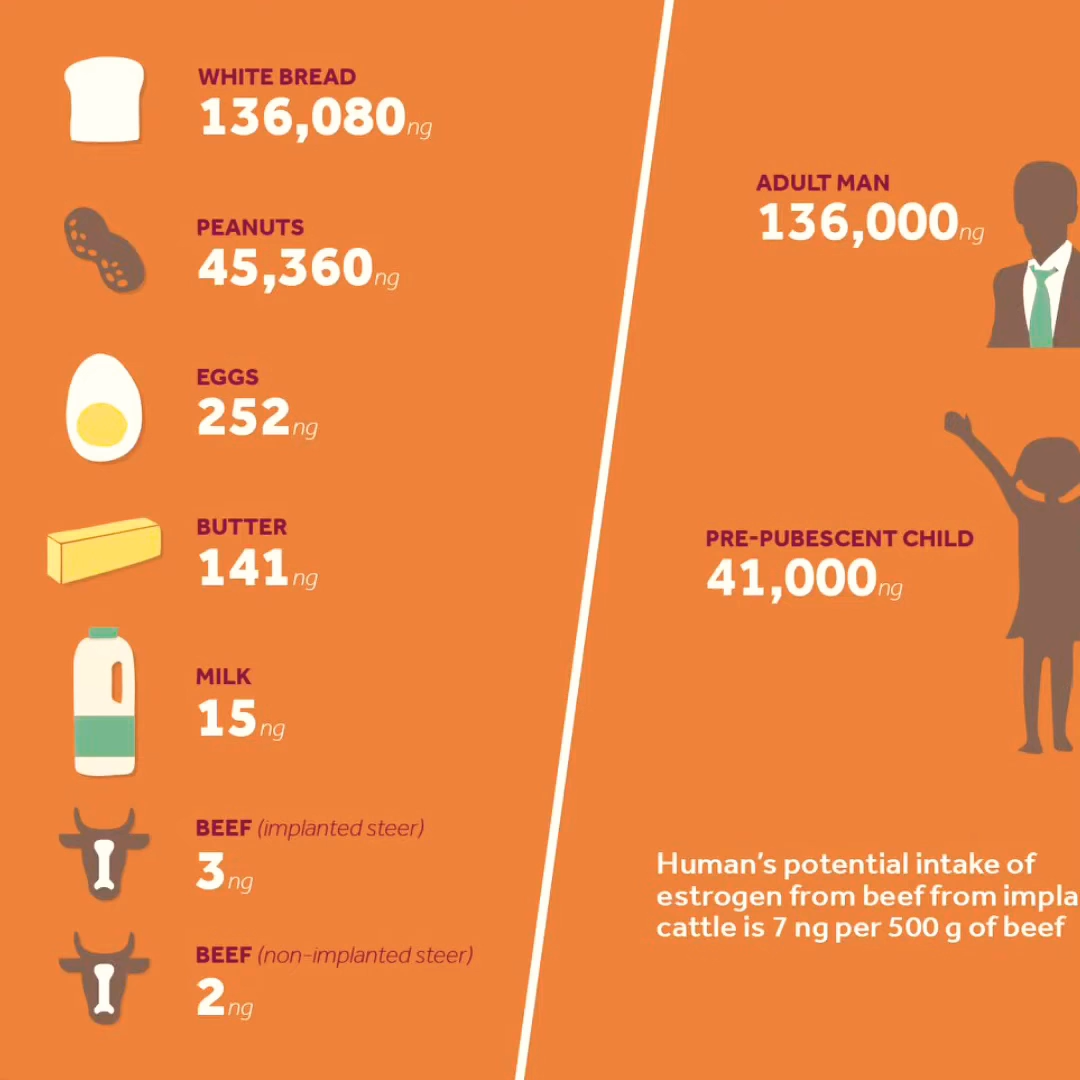 WHITE BREAD
136,080ng
PEANUTS
45,360ng
EGGS
252ng
BUTTER
141ng
MILK
15ng
BEEF (implanted steer)
3ng
BEEF (non-implanted steer)
2ng
ADULT MAN
136,000ng
PRE-PUBESCENT CHILD
41,000ng
Human's potential intake of
estrogen from beef from impla
cattle is 7 ng per 500 g of beef